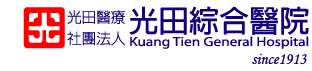 光田醫療
社團法人
光田綜合醫院
Kuang Tien General Hospital
since1913